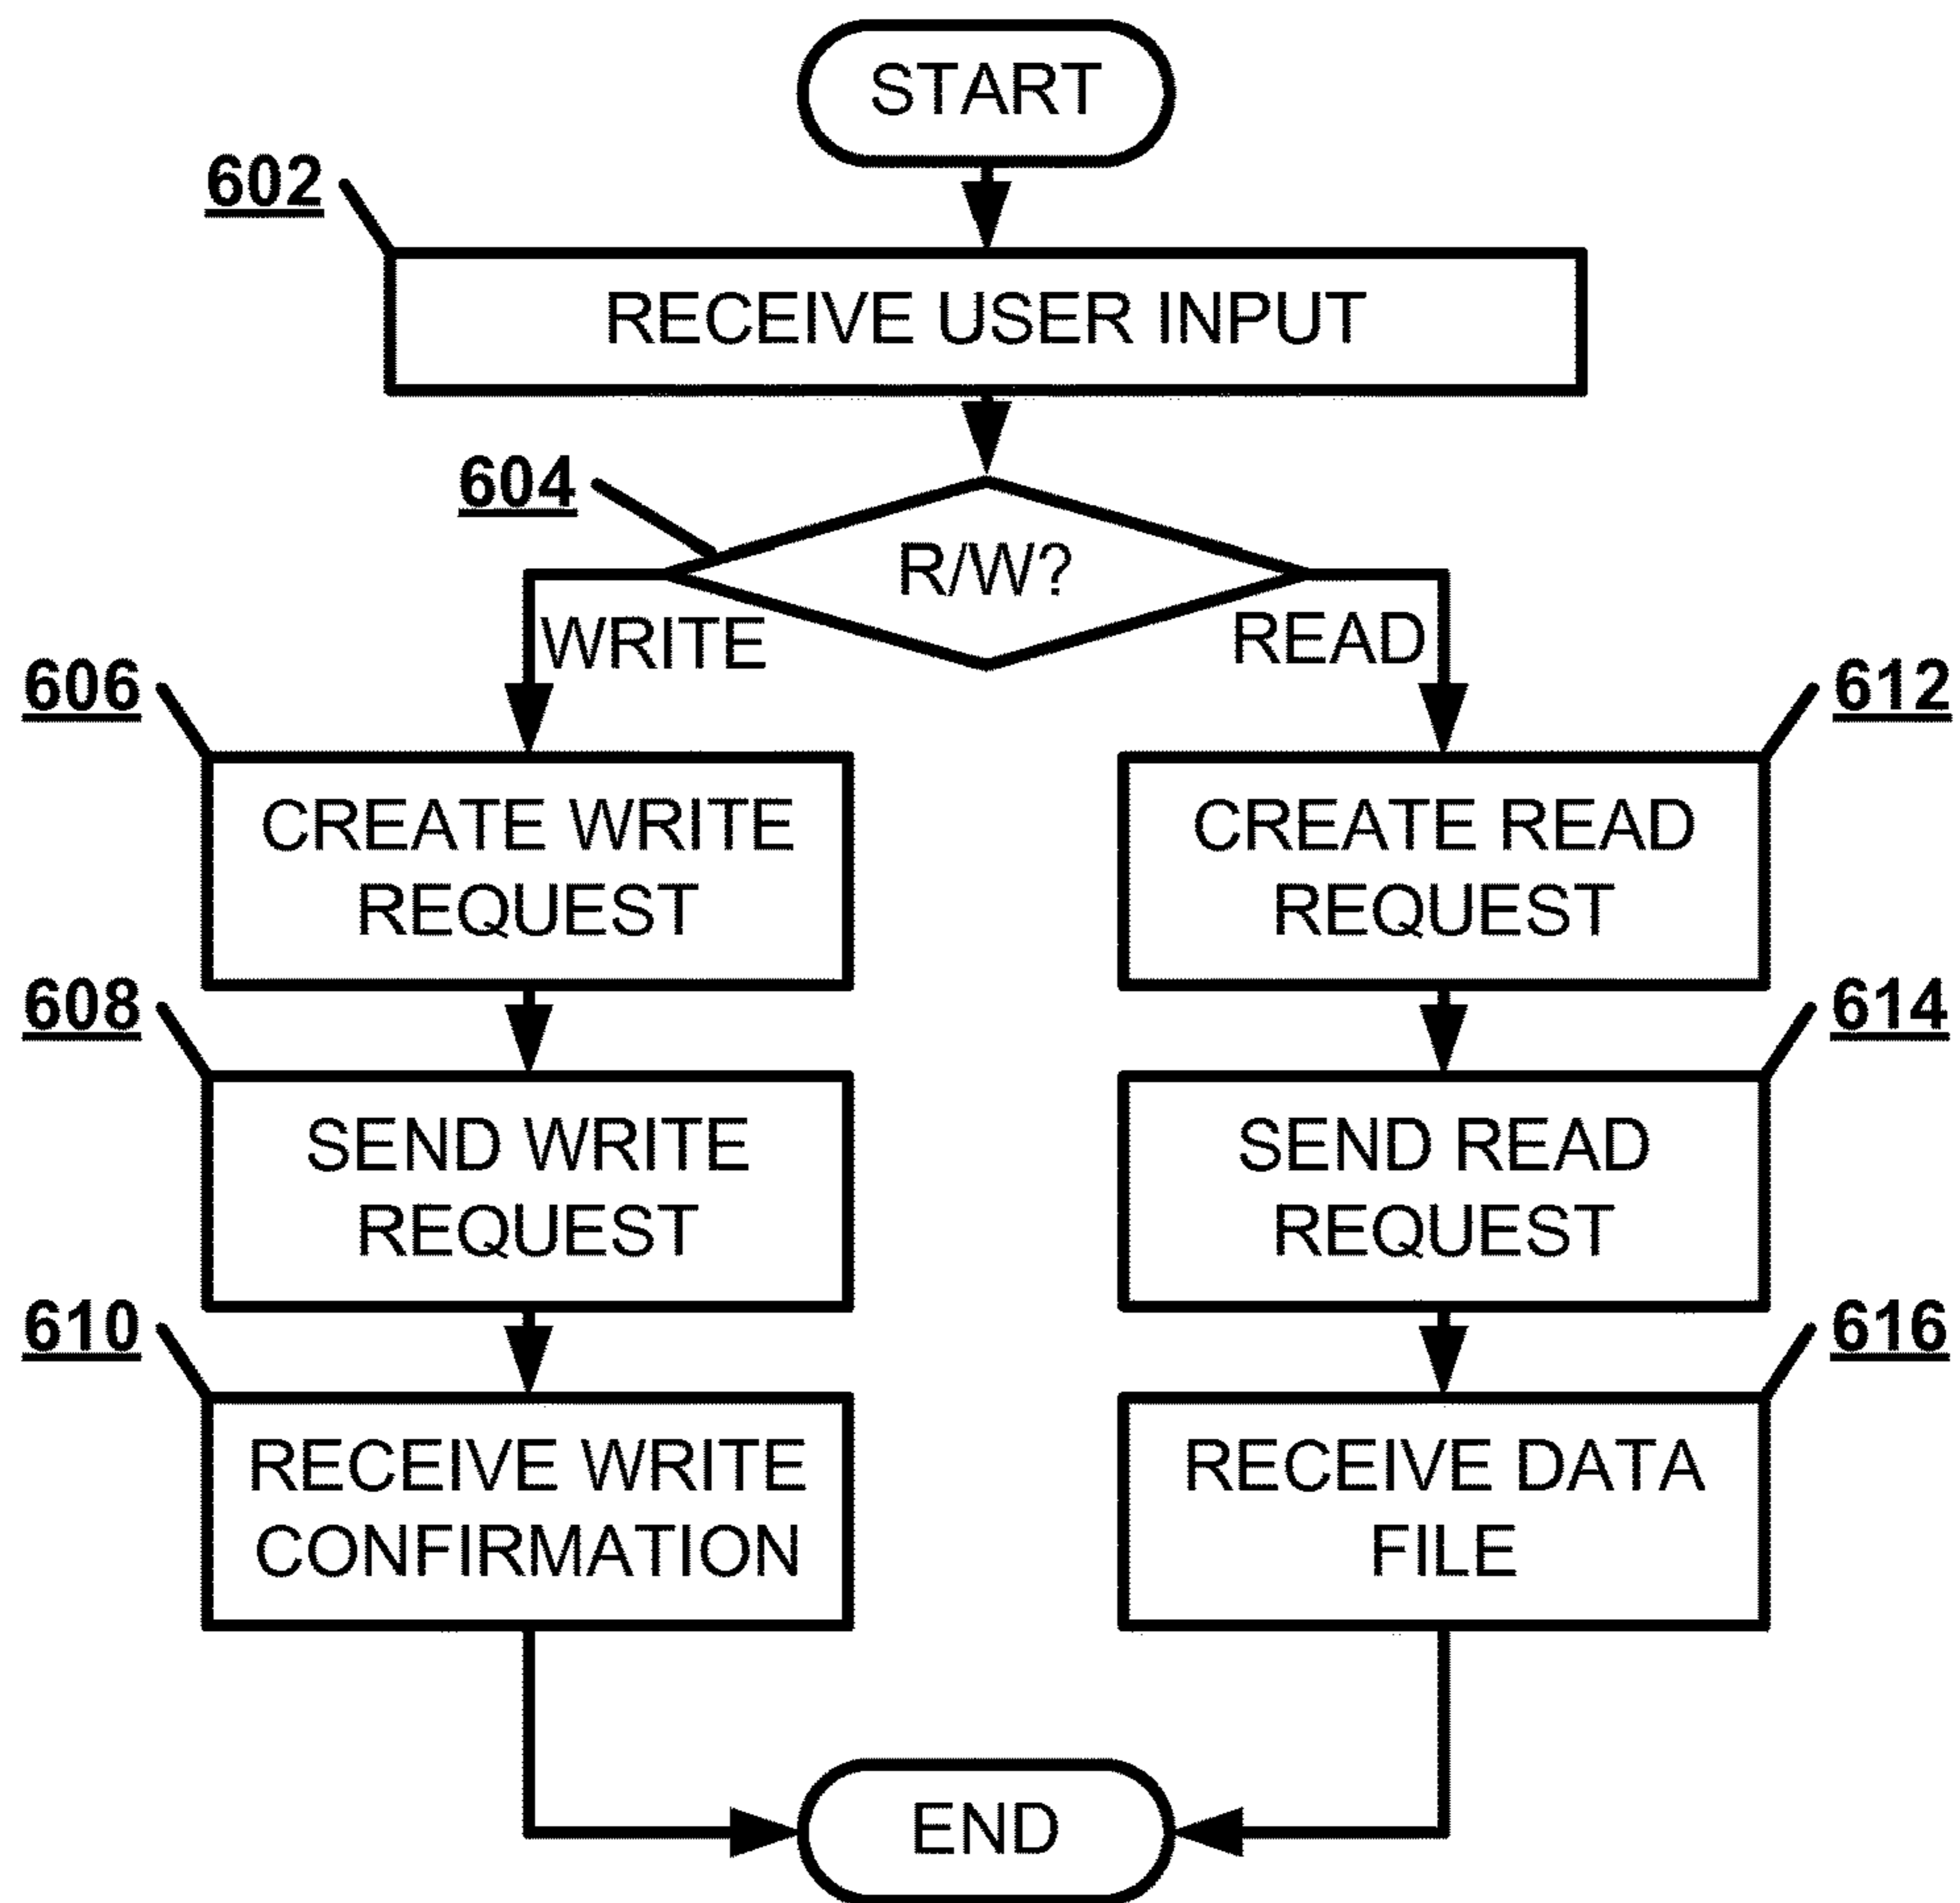 START
602
RECEIVE USER INPUT
604
R/W?
WRITE
READ
606
612
CREATE WRITE
REQUEST
CREATE READ
REQUEST
608
614
SEND WRITE
REQUEST
SEND READ
REQUEST
610
616
RECEIVE WRITE
CONFIRMATION
RECEIVE DATA
FILE
END